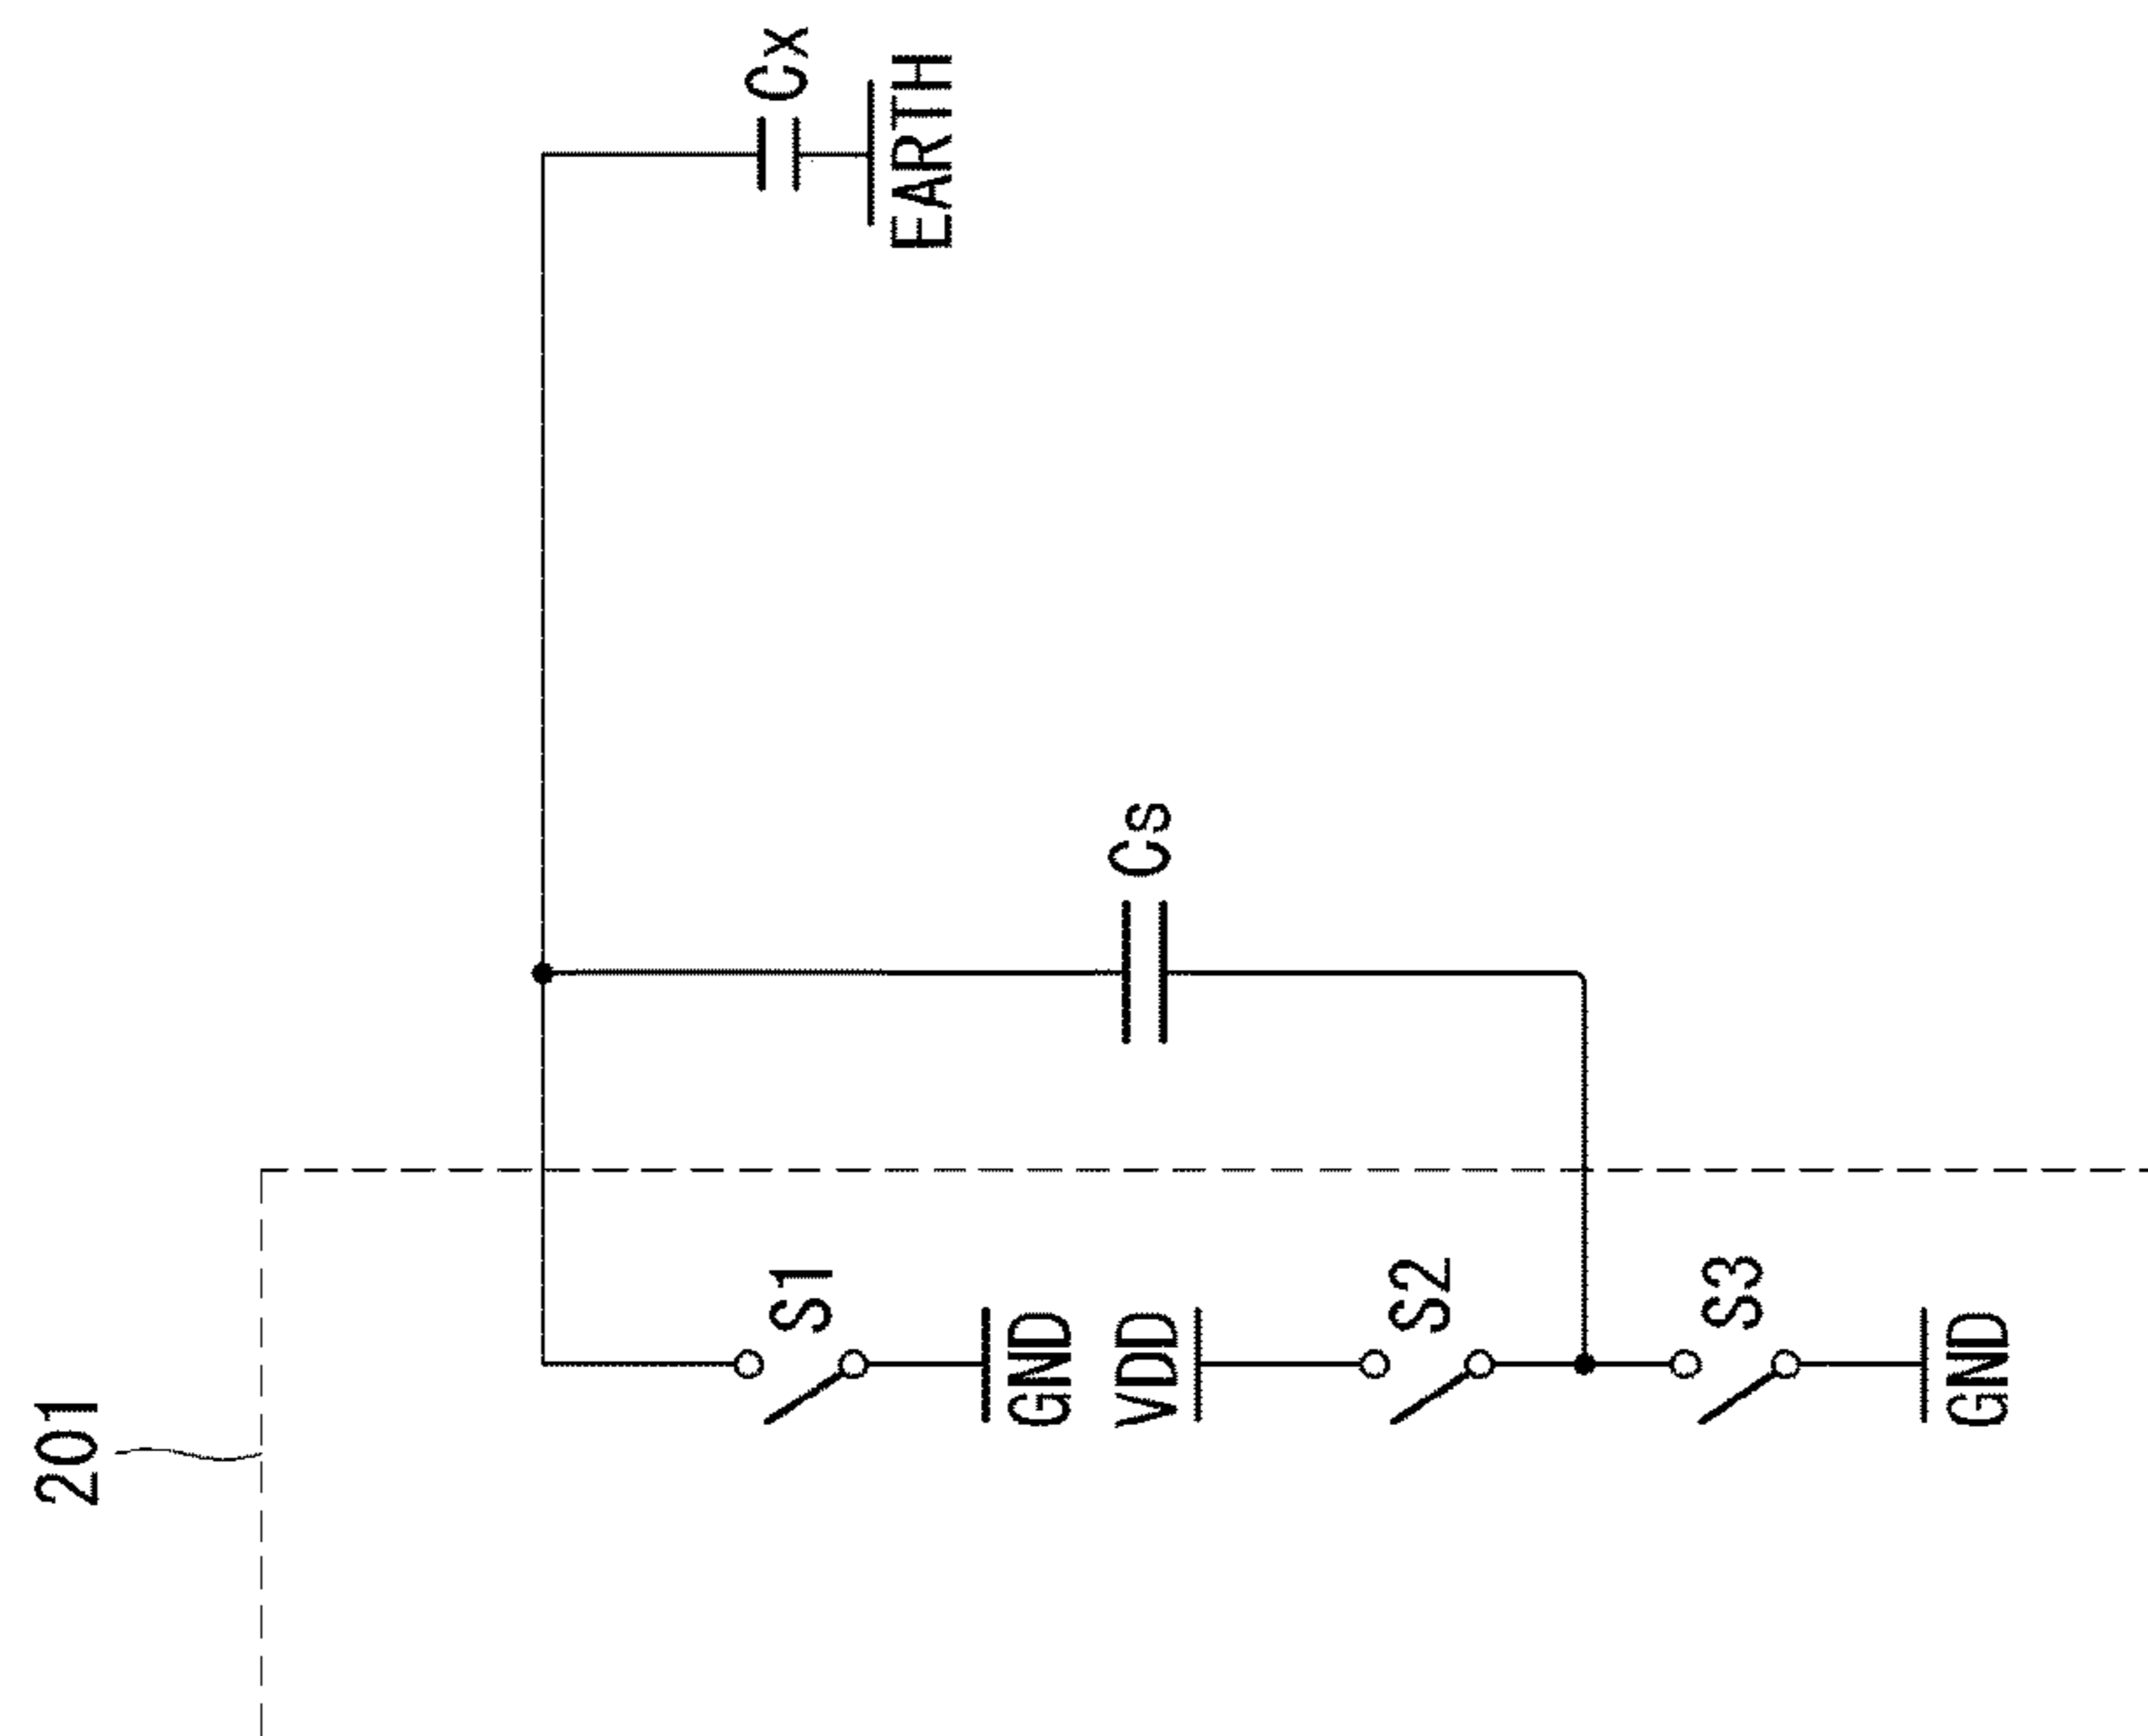 201
S1
GND
VDD
S2
S3
GND
Cs
Cx
EARTH